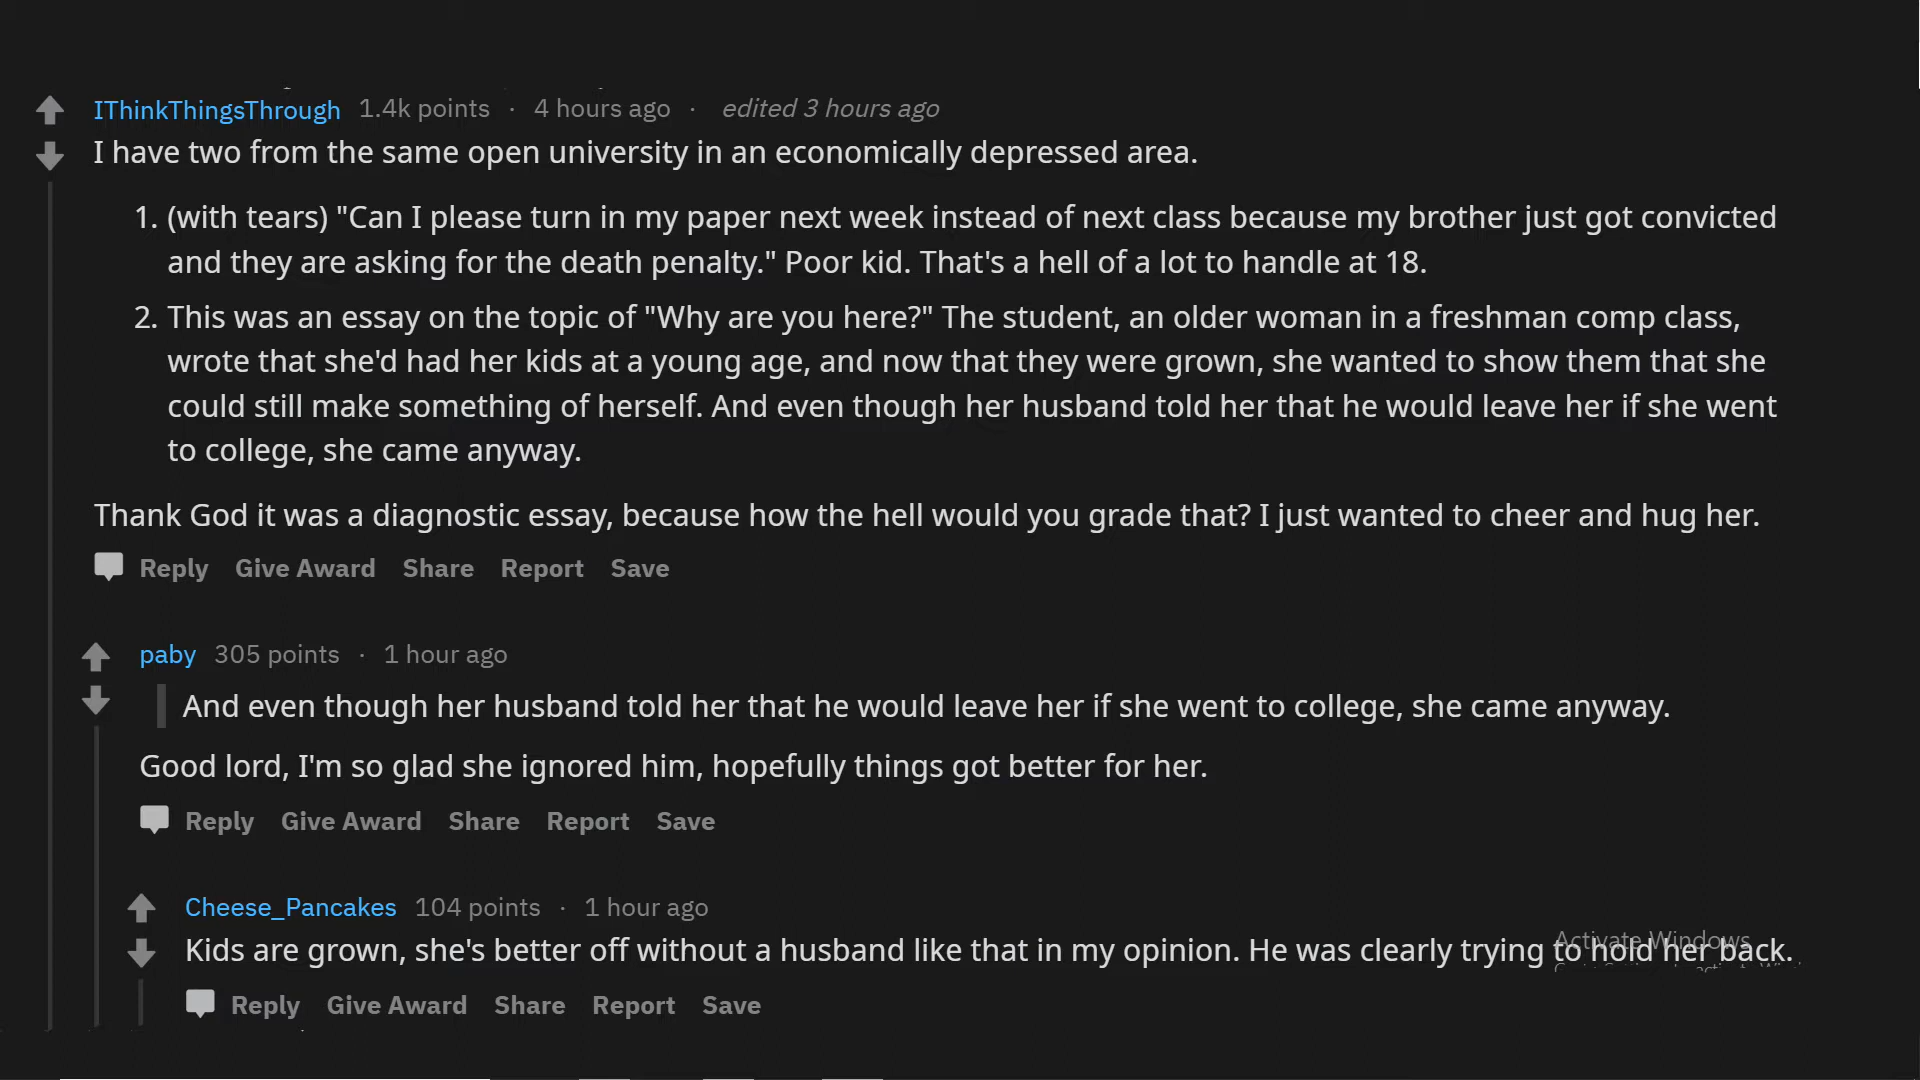 IThinkThingsThrough 1.4k points · 4 hours ago · edited 3 hours ago
I have two from the same open university in an economically depressed area.
1. (with tears) "Can I please turn in my paper next week instead of next class because my brother just got convicted
and they are asking for the death penalty." Poor kid. That's a hell of a lot to handle at 18.
2. This was an essay on the topic of "Why are you here?" The student, an older woman in a freshman comp class,
wrote that she'd had her kids at a young age, and now that they were grown, she wanted to show them that she
could still make something of herself. And even though her husband told her that he would leave her if she went
to college, she came anyway.
Thank God it was a diagnostic essay, because how the hell would you grade that? I just wanted to cheer and hug her.
Reply Give Award Share Report Save
paby 305 points · 1 hour ago
And even though her husband told her that he would leave her if she went to college, she came anyway.
Good lord, I'm so glad she ignored him, hopefully things got better for her.
Reply Give Award Share Report Save
Cheese_Pancakes 104 points · 1 hour ago
Activate Windows
Kids are grown, she's better off without a husband like that in my opinion. He was clearly trying to hold her back.
Reply Give Award Share Report Save